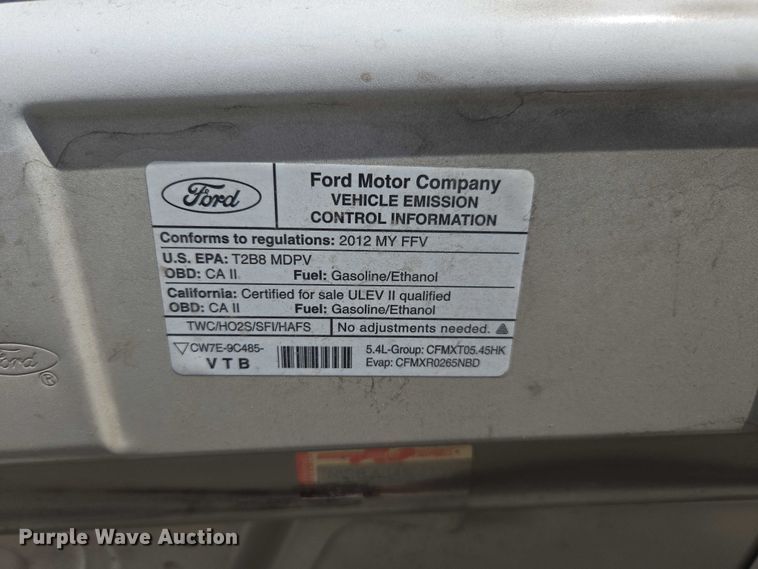 Ford
Ford Motor Company
VEHICLE EMISSION
CONTROL INFORMATION
Conforms to regulations: 2012 MY FFV
U.S. EPA: T2B8 MDPV
OBD: CA II Fuel: Gasoline/Ethanol
California: Certified for sale ULEV II qualified
OBD: CA II Fuel: Gasoline/Ethanol
TWC/HO2S/SFI/HAFS No adjustments needed.
CW7E-9C485-
VTB
5.4L-Group: CFMXT05.45HK
Evap: CFMXR0265NBD
Ford
Purple Wave Auction
purplewave.com